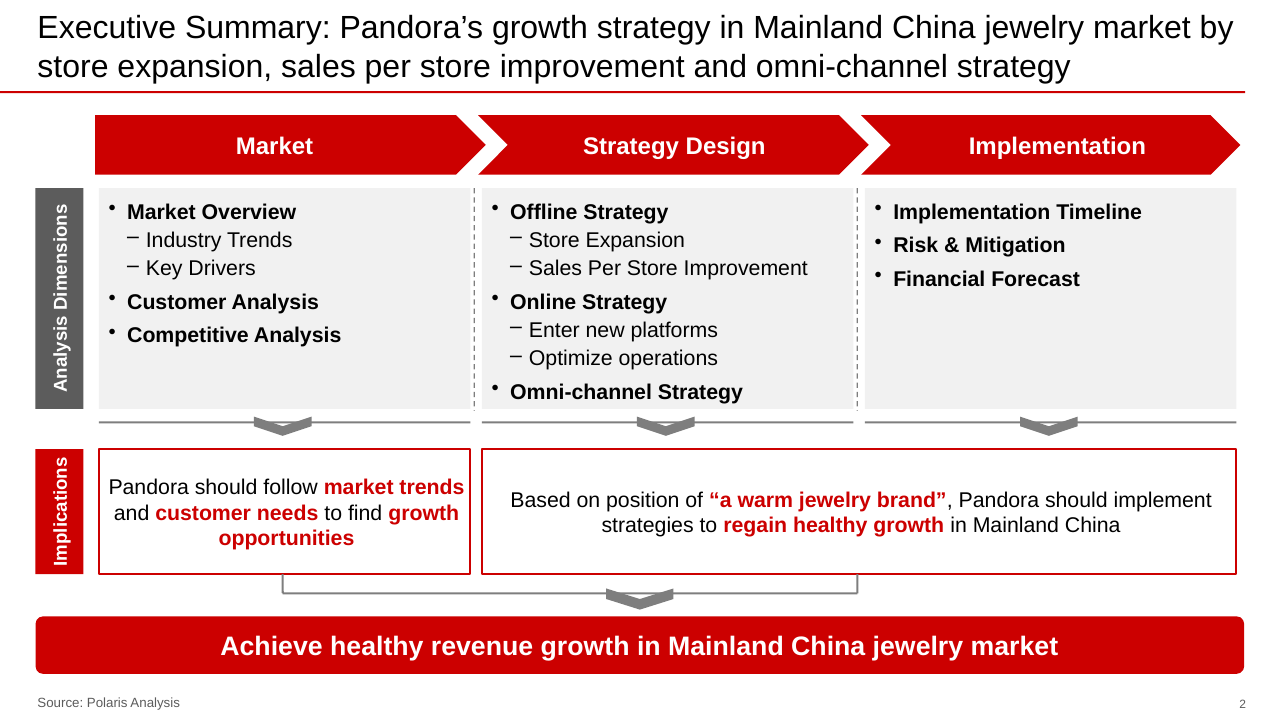 Executive Summary: Pandora’s growth strategy in Mainland China jewelry market by
store expansion, sales per store improvement and omni-channel strategy
Market
Strategy Design
Implementation
Analysis Dimensions
• Market Overview
– Industry Trends
– Key Drivers
• Customer Analysis
• Competitive Analysis
• Offline Strategy
– Store Expansion
– Sales Per Store Improvement
• Online Strategy
– Enter new platforms
– Optimize operations
• Omni-channel Strategy
• Implementation Timeline
• Risk & Mitigation
• Financial Forecast
Implications
Pandora should follow market trends
and customer needs to find growth
opportunities
Based on position of “a warm jewelry brand”, Pandora should implement
strategies to regain healthy growth in Mainland China
Achieve healthy revenue growth in Mainland China jewelry market
Source: Polaris Analysis
2